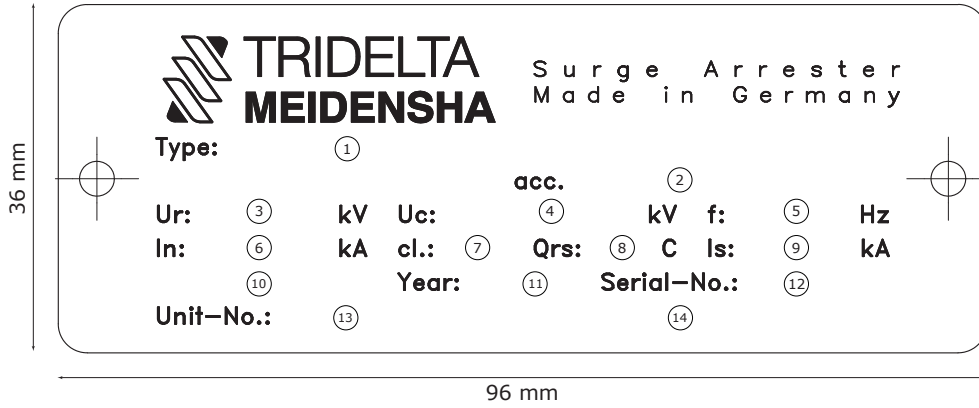 TRIDELTA
MEIDENSHA
Surge Arrester
Made in Germany
Type: 1
acc. 2
Ur: 3 kV Uc: 4 kV f: 5 Hz
In: 6 kA cl.: 7 Qrs: 8 C Is: 9 kA
10 Year: 11 Serial-No.: 12
Unit-No.: 13 14
36 mm
96 mm